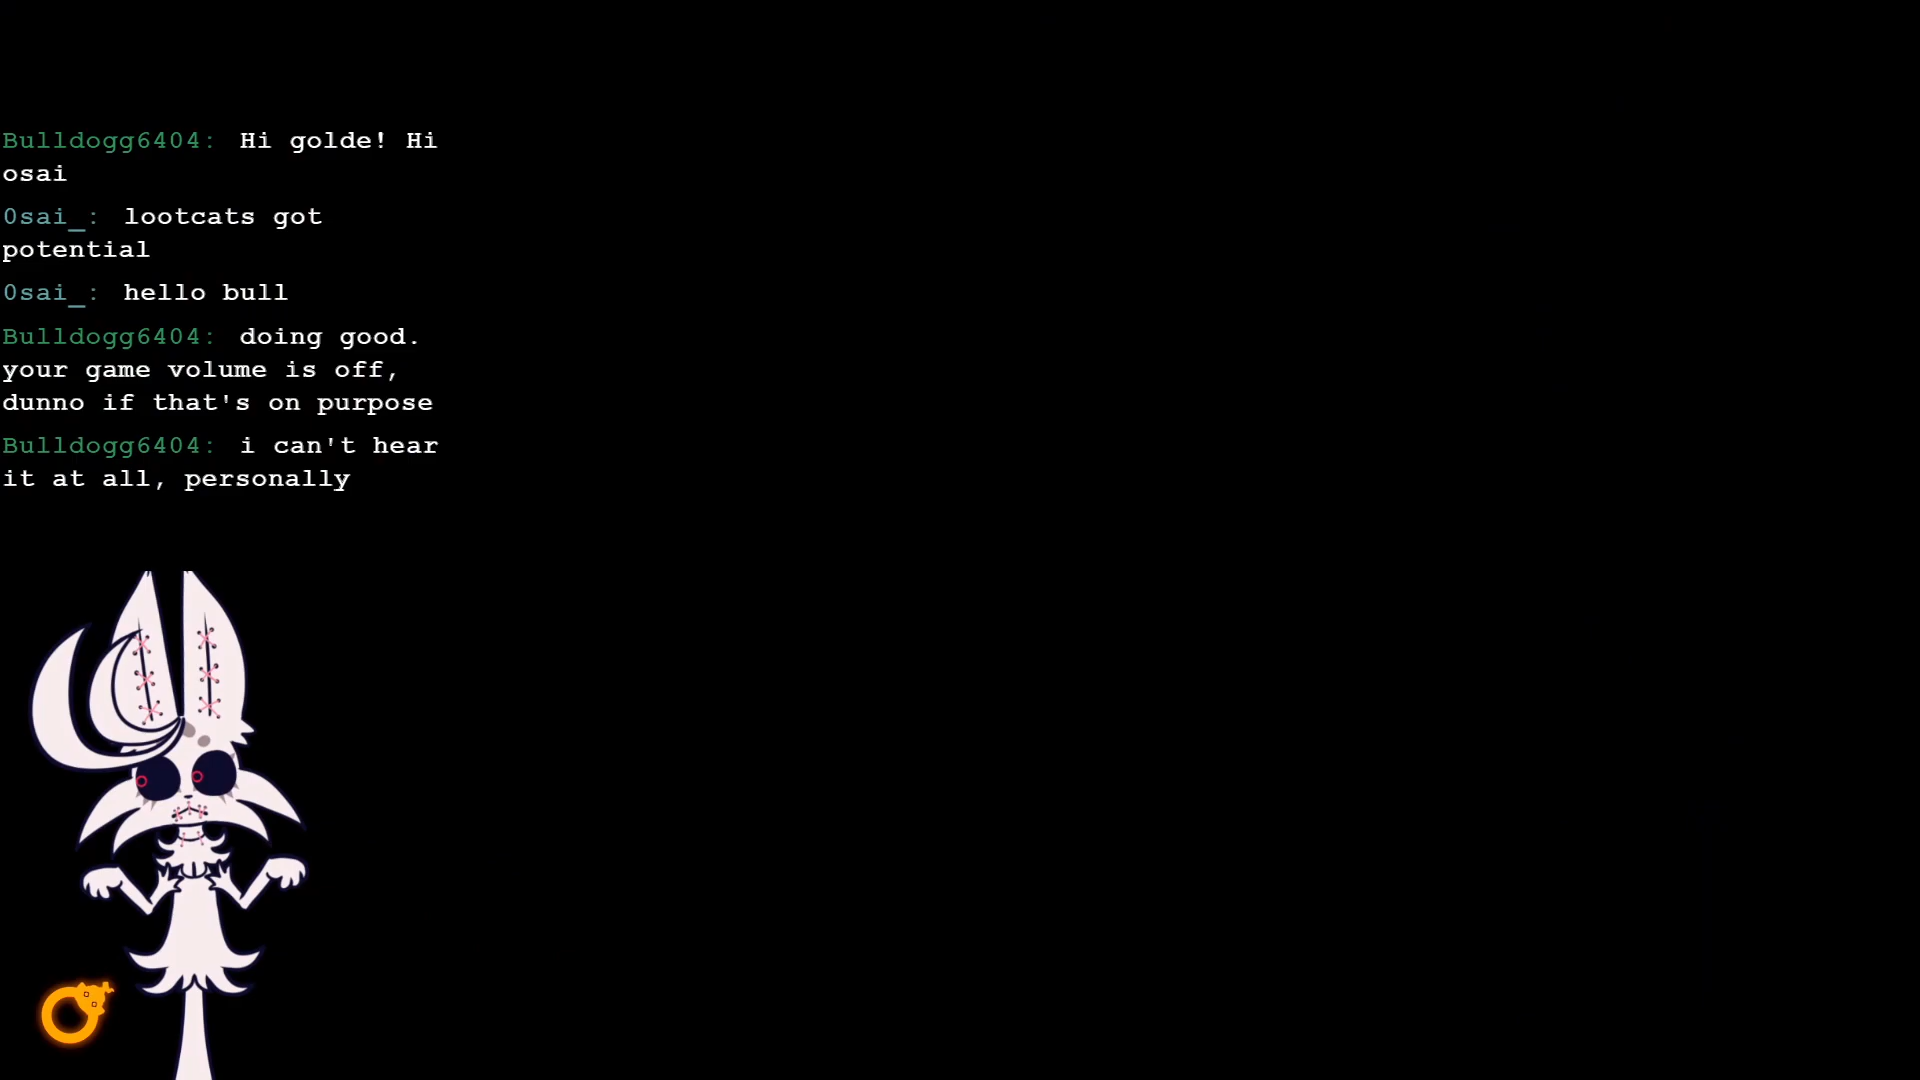 Bulldogg6404: Hi golde! Hi
osai
0sai_: lootcats got
potential
0sai_: hello bull
Bulldogg6404: doing good.
your game volume is off,
dunno if that's on purpose
Bulldogg6404: i can't hear
it at all, personally